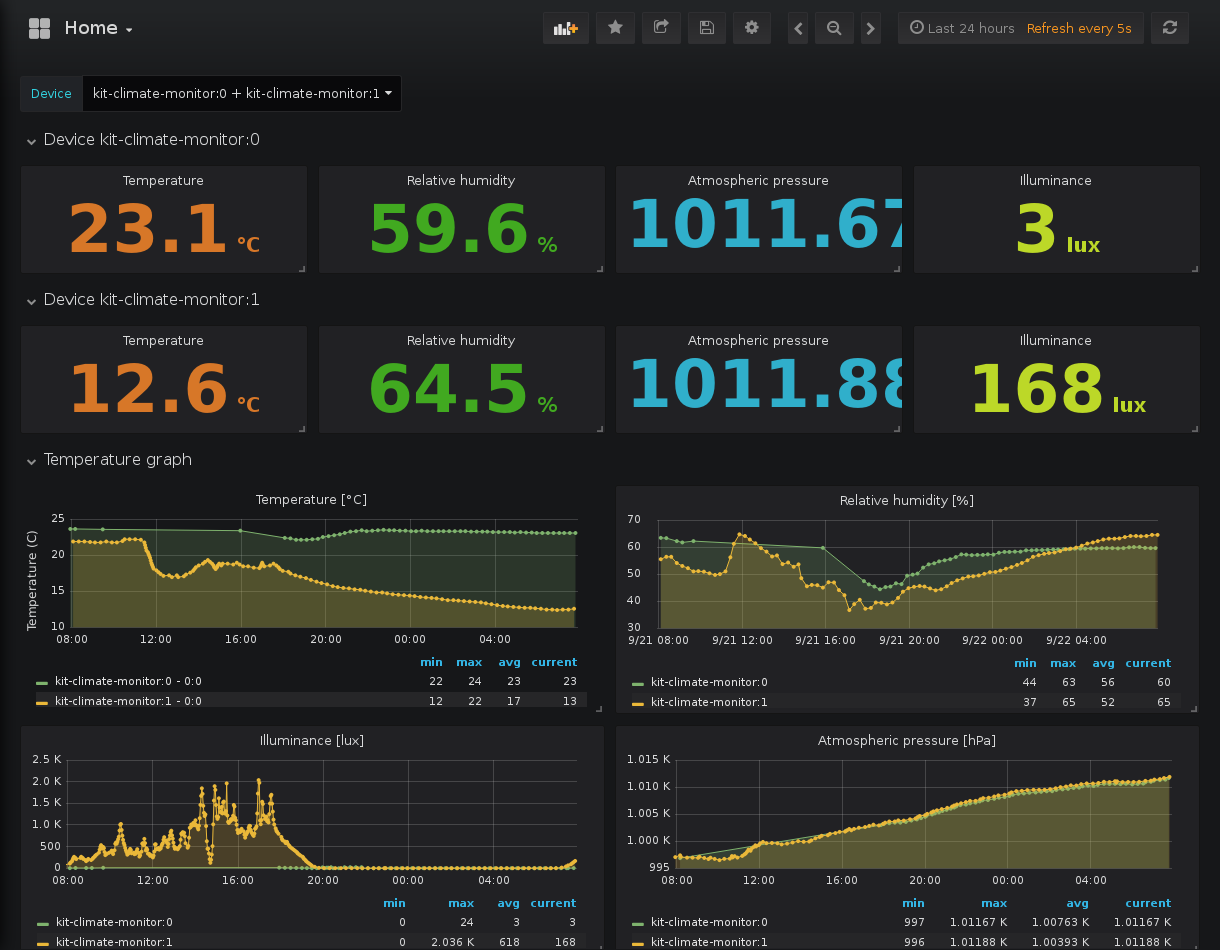 Home
Last 24 hours Refresh every 5s
Device kit-climate-monitor:0 + kit-climate-monitor:1
Device kit-climate-monitor:0
Temperature Relative humidity Atmospheric pressure Illuminance
23.1 °C 59.6 % 1011.67 3 lux
Device kit-climate-monitor:1
Temperature Relative humidity Atmospheric pressure Illuminance
12.6 °C 64.5 % 1011.88 168 lux
Temperature graph
Temperature [°C]
Temperature (C)
25
20
15
10
08:00 12:00 16:00 20:00 00:00 04:00
min max avg current
kit-climate-monitor:0 - 0:0 22 24 23 23
kit-climate-monitor:1 - 0:0 12 22 17 13
Relative humidity [%]
70
60
50
40
30
9/21 08:00 9/21 12:00 9/21 16:00 9/21 20:00 9/22 00:00 9/22 04:00
min max avg current
kit-climate-monitor:0 44 63 56 60
kit-climate-monitor:1 37 65 52 65
Illuminance [lux]
2.5 K
2.0 K
1.5 K
1.0 K
500
0
08:00 12:00 16:00 20:00 00:00 04:00
min max avg current
kit-climate-monitor:0 0 24 3 3
kit-climate-monitor:1 0 2.036 K 618 168
Atmospheric pressure [hPa]
1.015 K
1.010 K
1.005 K
1.000 K
995
08:00 12:00 16:00 20:00 00:00 04:00
min max avg current
kit-climate-monitor:0 997 1.01167 K 1.00763 K 1.01167 K
kit-climate-monitor:1 996 1.01188 K 1.00393 K 1.01188 K